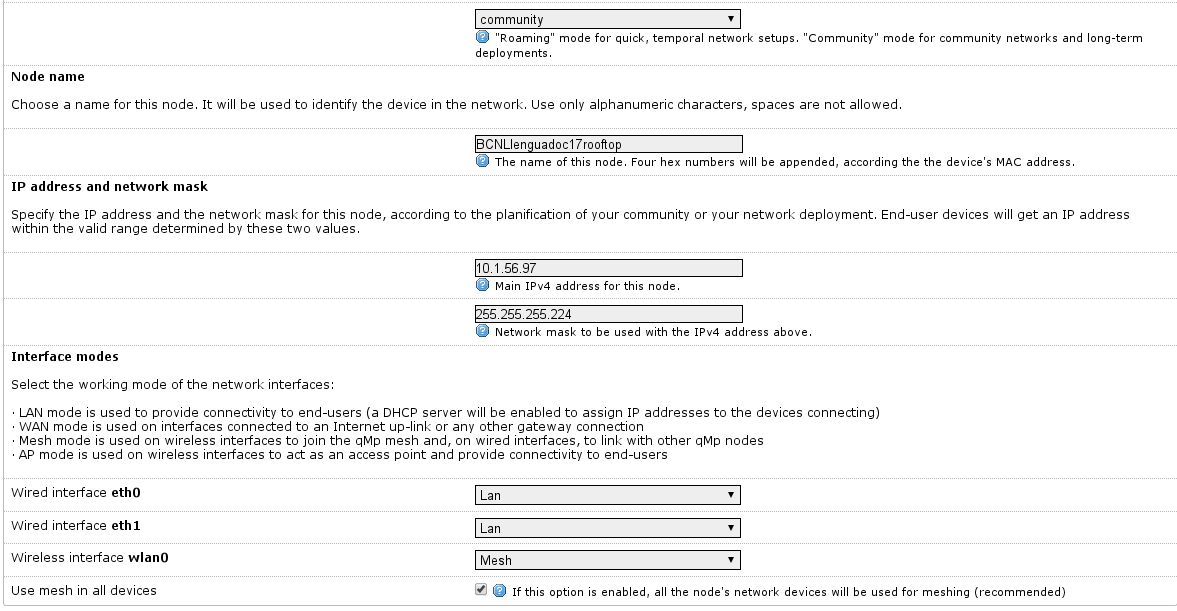 community
"Roaming" mode for quick, temporal network setups. "Community" mode for community networks and long-term
deployments.
Node name
Choose a name for this node. It will be used to identify the device in the network. Use only alphanumeric characters, spaces are not allowed.
BCNLlenguadoc17rooftop
The name of this node. Four hex numbers will be appended, according the the device's MAC address.
IP address and network mask
Specify the IP address and the network mask for this node, according to the planification of your community or your network deployment. End-user devices will get an IP address
within the valid range determined by these two values.
10.1.56.97
Main IPv4 address for this node.
255.255.255.224
Network mask to be used with the IPv4 address above.
Interface modes
Select the working mode of the network interfaces:
· LAN mode is used to provide connectivity to end-users (a DHCP server will be enabled to assign IP addresses to the devices connecting)
· WAN mode is used on interfaces connected to an Internet up-link or any other gateway connection
· Mesh mode is used on wireless interfaces to join the qMp mesh and, on wired interfaces, to link with other qMp nodes
· AP mode is used on wireless interfaces to act as an access point and provide connectivity to end-users
Wired interface eth0 Lan
Wired interface eth1 Lan
Wireless interface wlan0 Mesh
Use mesh in all devices If this option is enabled, all the node's network devices will be used for meshing (recommended)